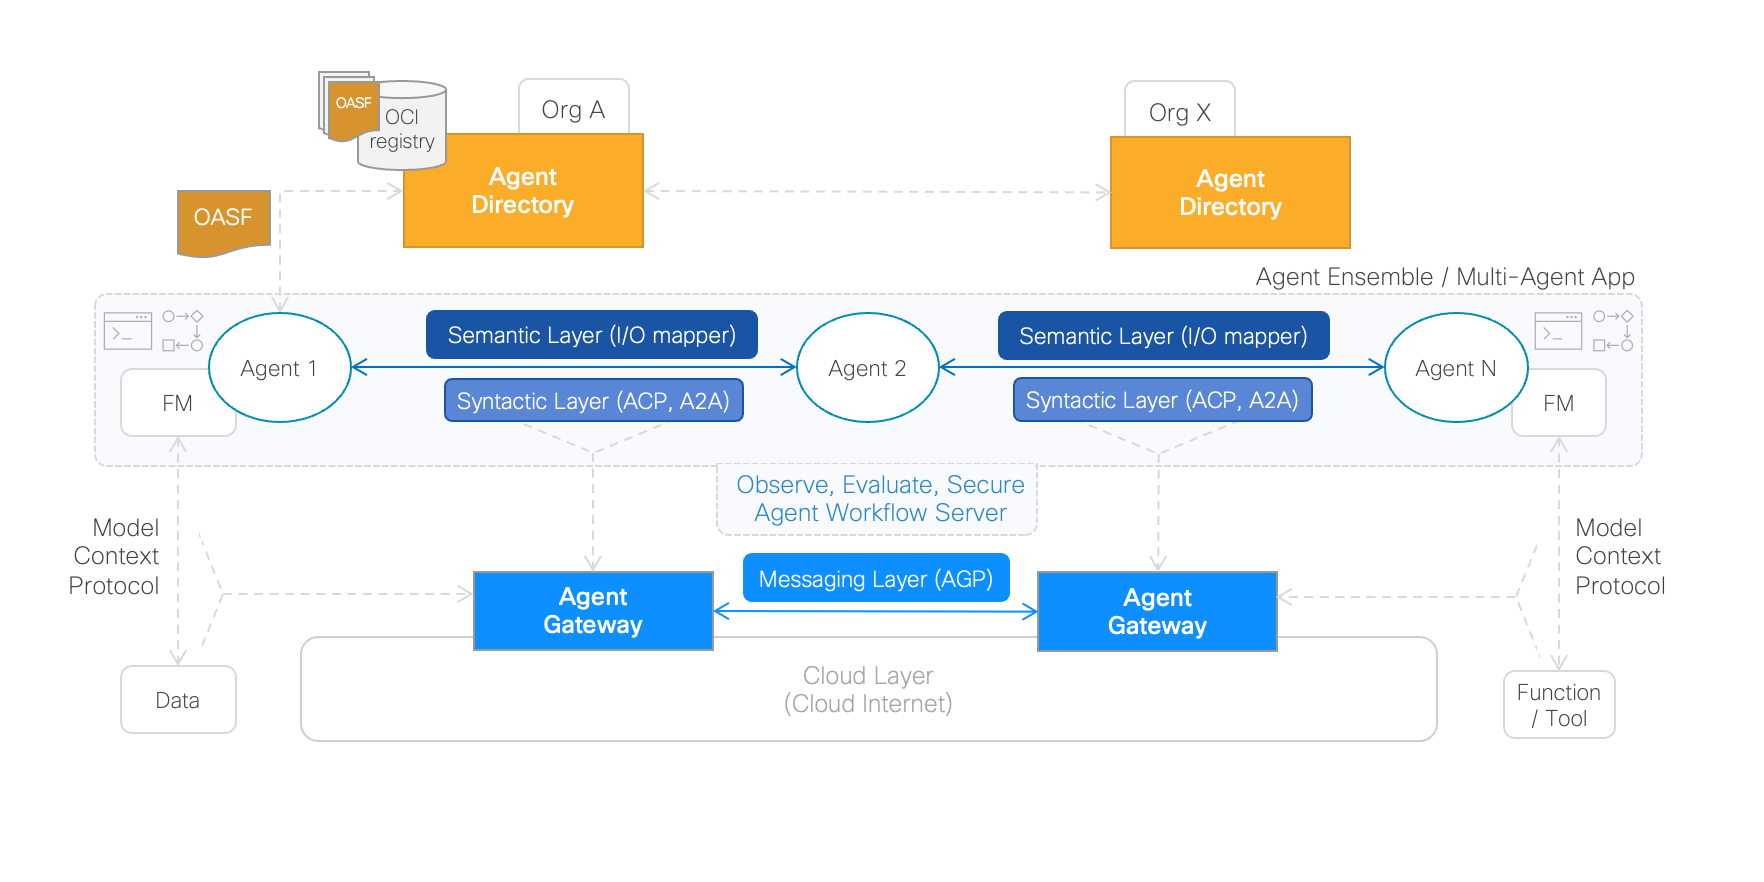 OASF
OCI
registry
Org A
Org X
Agent
Directory
Agent
Directory
OASF
Agent Ensemble / Multi-Agent App
Semantic Layer (I/O mapper)
Semantic Layer (I/O mapper)
Agent 1
Agent 2
Agent N
FM
Syntactic Layer (ACP, A2A)
Syntactic Layer (ACP, A2A)
FM
Observe, Evaluate, Secure
Agent Workflow Server
Model
Context
Protocol
Model
Context
Protocol
Messaging Layer (AGP)
Agent
Gateway
Agent
Gateway
Cloud Layer
(Cloud Internet)
Data
Function
/ Tool